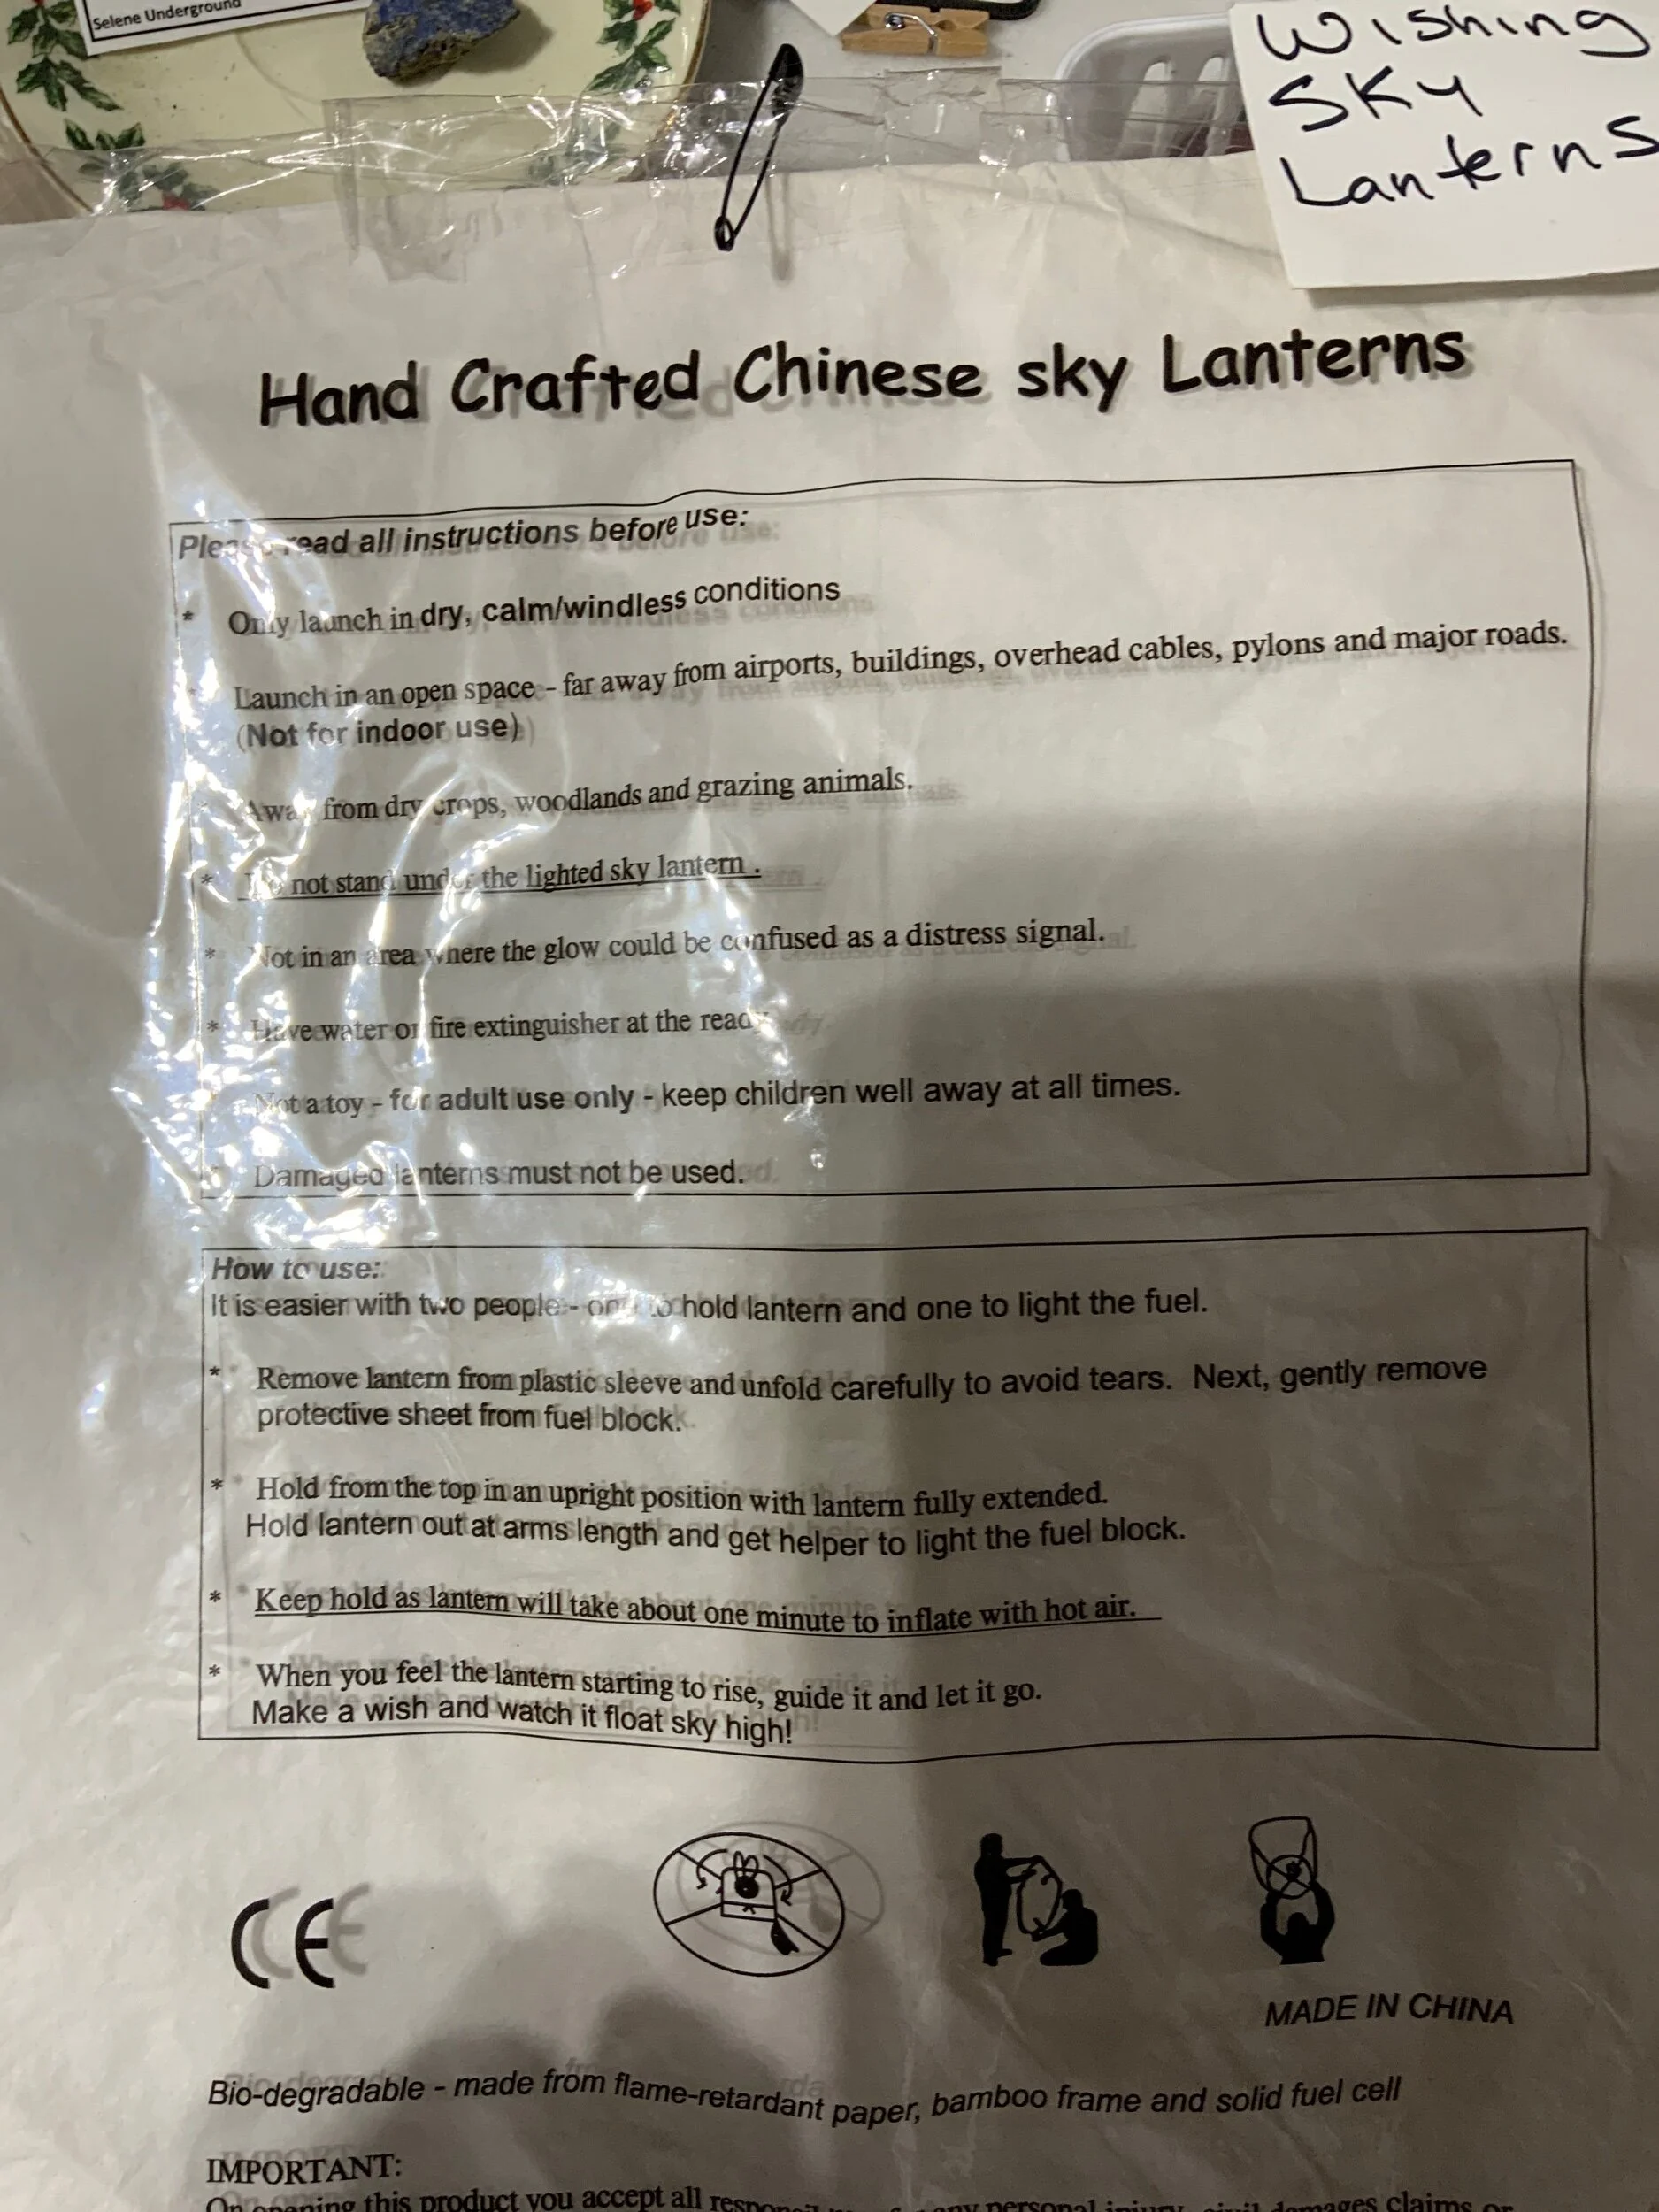 Selene Underground
Wishing
Sky
Lanterns
Hand Crafted Chinese sky Lanterns
Please read all instructions before use:
* Only launch in dry, calm/windless conditions
Launch in an open space - far away from airports, buildings, overhead cables, pylons and major roads.
(Not for indoor use)
Away from dry crops, woodlands and grazing animals.
* Do not stand under the lighted sky lantern .
* Not in an area where the glow could be confused as a distress signal.
* Have water or fire extinguisher at the ready
Not a toy - for adult use only - keep children well away at all times.
Damaged lanterns must not be used.
How to use:
It is easier with two people - one to hold lantern and one to light the fuel.
* Remove lantern from plastic sleeve and unfold carefully to avoid tears. Next, gently remove
protective sheet from fuel block.
* Hold from the top in an upright position with lantern fully extended.
Hold lantern out at arms length and get helper to light the fuel block.
* Keep hold as lantern will take about one minute to inflate with hot air.
* When you feel the lantern starting to rise, guide it and let it go.
Make a wish and watch it float sky high!
CE
MADE IN CHINA
Bio-degradable - made from flame-retardant paper, bamboo frame and solid fuel cell
IMPORTANT:
On opening this product you accept all any personal injury, civil damages claims or